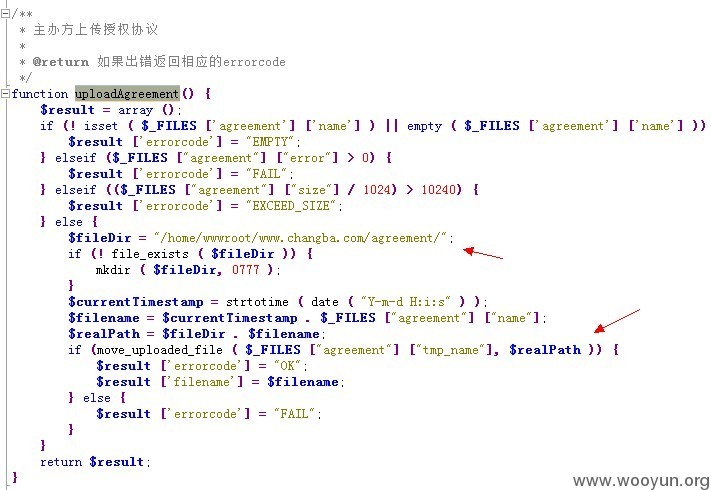 /**
 * 主办方上传授权协议
 *
 * @return 如果出错返回相应的errorcode
 */
function uploadAgreement() {
    $result = array ();
    if (! isset ( $_FILES ['agreement'] ['name'] ) || empty ( $_FILES ['agreement'] ['name'] ))
        $result ['errorcode'] = "EMPTY";
    } elseif ($_FILES ["agreement"] ["error"] > 0) {
        $result ['errorcode'] = "FAIL";
    } elseif (($_FILES ["agreement"] ["size"] / 1024) > 10240) {
        $result ['errorcode'] = "EXCEED_SIZE";
    } else {
        $fileDir = "/home/wwwroot/www.changba.com/agreement/";
        if (! file_exists ( $fileDir )) {
            mkdir ( $fileDir, 0777 );
        }
        $currentTimestamp = strtotime ( date ( "Y-m-d H:i:s" ) );
        $filename = $currentTimestamp . $_FILES ["agreement"] ["name"];
        $realPath = $fileDir . $filename;
        if (move_uploaded_file ( $_FILES ["agreement"] ["tmp_name"], $realPath )) {
            $result ['errorcode'] = "OK";
            $result ['filename'] = $filename;
        } else {
            $result ['errorcode'] = "FAIL";
        }
    }
    return $result;
}
www.wooyun.org